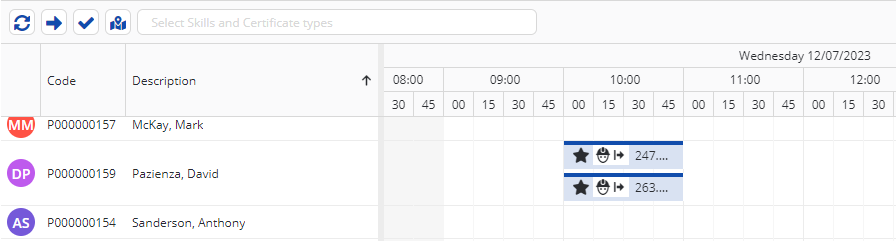 Select Skills and Certificate types
Wednesday 12/07/2023
Code Description 08:00 09:00 10:00 11:00 12:00
30 45 00 15 30 45 00 15 30 45 00 15 30 45 00 15 30
MM P000000157 McKay, Mark
247....
DP P000000159 Pazienza, David
263....
AS P000000154 Sanderson, Anthony